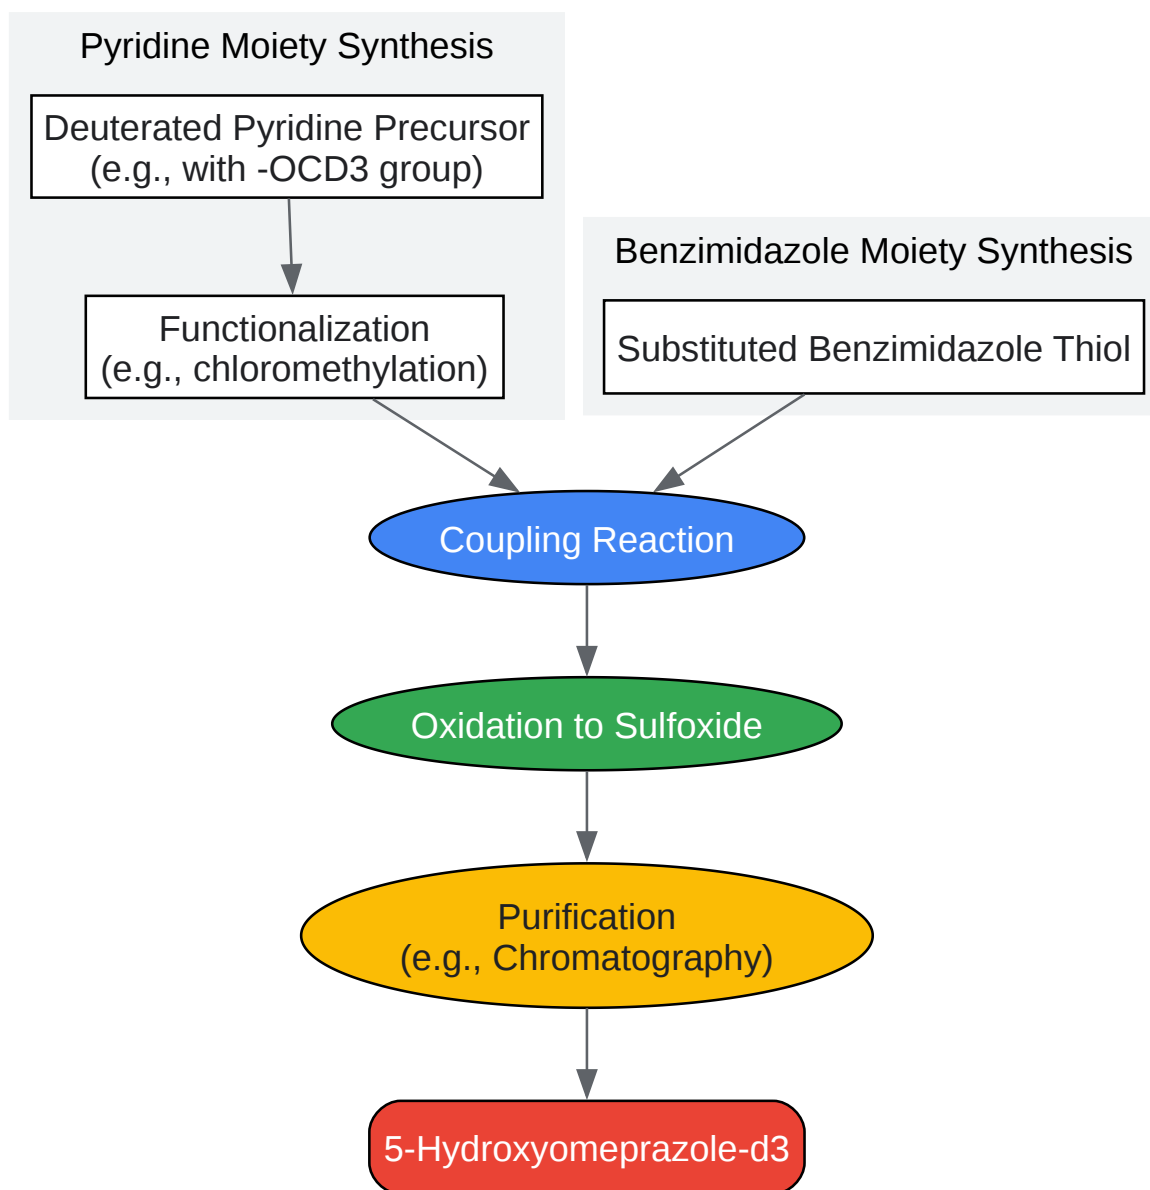 Pyridine Moiety Synthesis
Deuterated Pyridine Precursor
(e.g., with -OCD3 group)
Functionalization
(e.g., chloromethylation)
Benzimidazole Moiety Synthesis
Substituted Benzimidazole Thiol
Coupling Reaction
Oxidation to Sulfoxide
Purification
(e.g., Chromatography)
5-Hydroxyomeprazole-d3